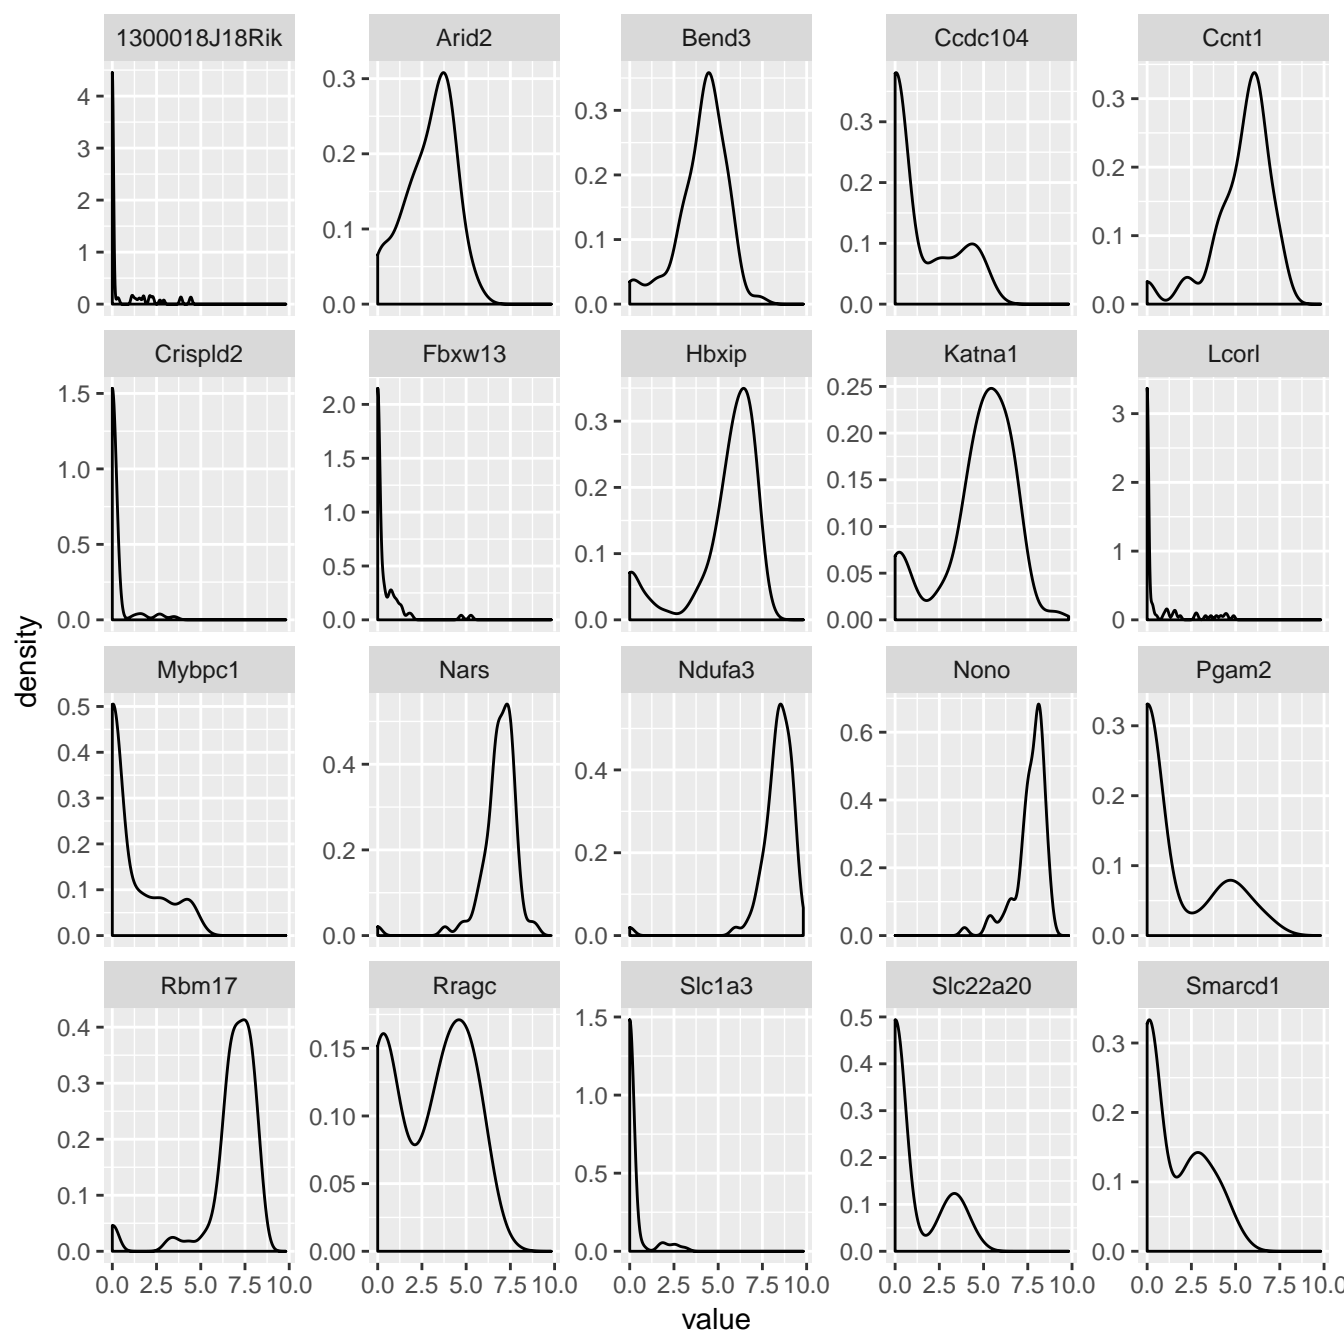 1300018J18Rik Arid2 Bend3 Ccdc104 Ccnt1
4 3 2 1 0
0.3 0.2 0.1 0.0
0.3 0.2 0.1 0.0
0.3 0.2 0.1 0.0
0.3 0.2 0.1 0.0
Crispld2 Fbxw13 Hbxip Katna1 Lcorl
1.5 1.0 0.5 0.0
2.0 1.5 1.0 0.5 0.0
0.3 0.2 0.1 0.0
0.25 0.20 0.15 0.10 0.05 0.00
3 2 1 0
density
Mybpc1 Nars Ndufa3 Nono Pgam2
0.5 0.4 0.3 0.2 0.1 0.0
0.4 0.2 0.0
0.4 0.2 0.0
0.6 0.4 0.2 0.0
0.3 0.2 0.1 0.0
Rbm17 Rragc Slc1a3 Slc22a20 Smarcd1
0.4 0.3 0.2 0.1 0.0
0.15 0.10 0.05 0.00
1.5 1.0 0.5 0.0
0.5 0.4 0.3 0.2 0.1 0.0
0.3 0.2 0.1 0.0
0.0 2.5 5.0 7.5 10.0 0.0 2.5 5.0 7.5 10.0 0.0 2.5 5.0 7.5 10.0 0.0 2.5 5.0 7.5 10.0 0.0 2.5 5.0 7.5 10.0
value